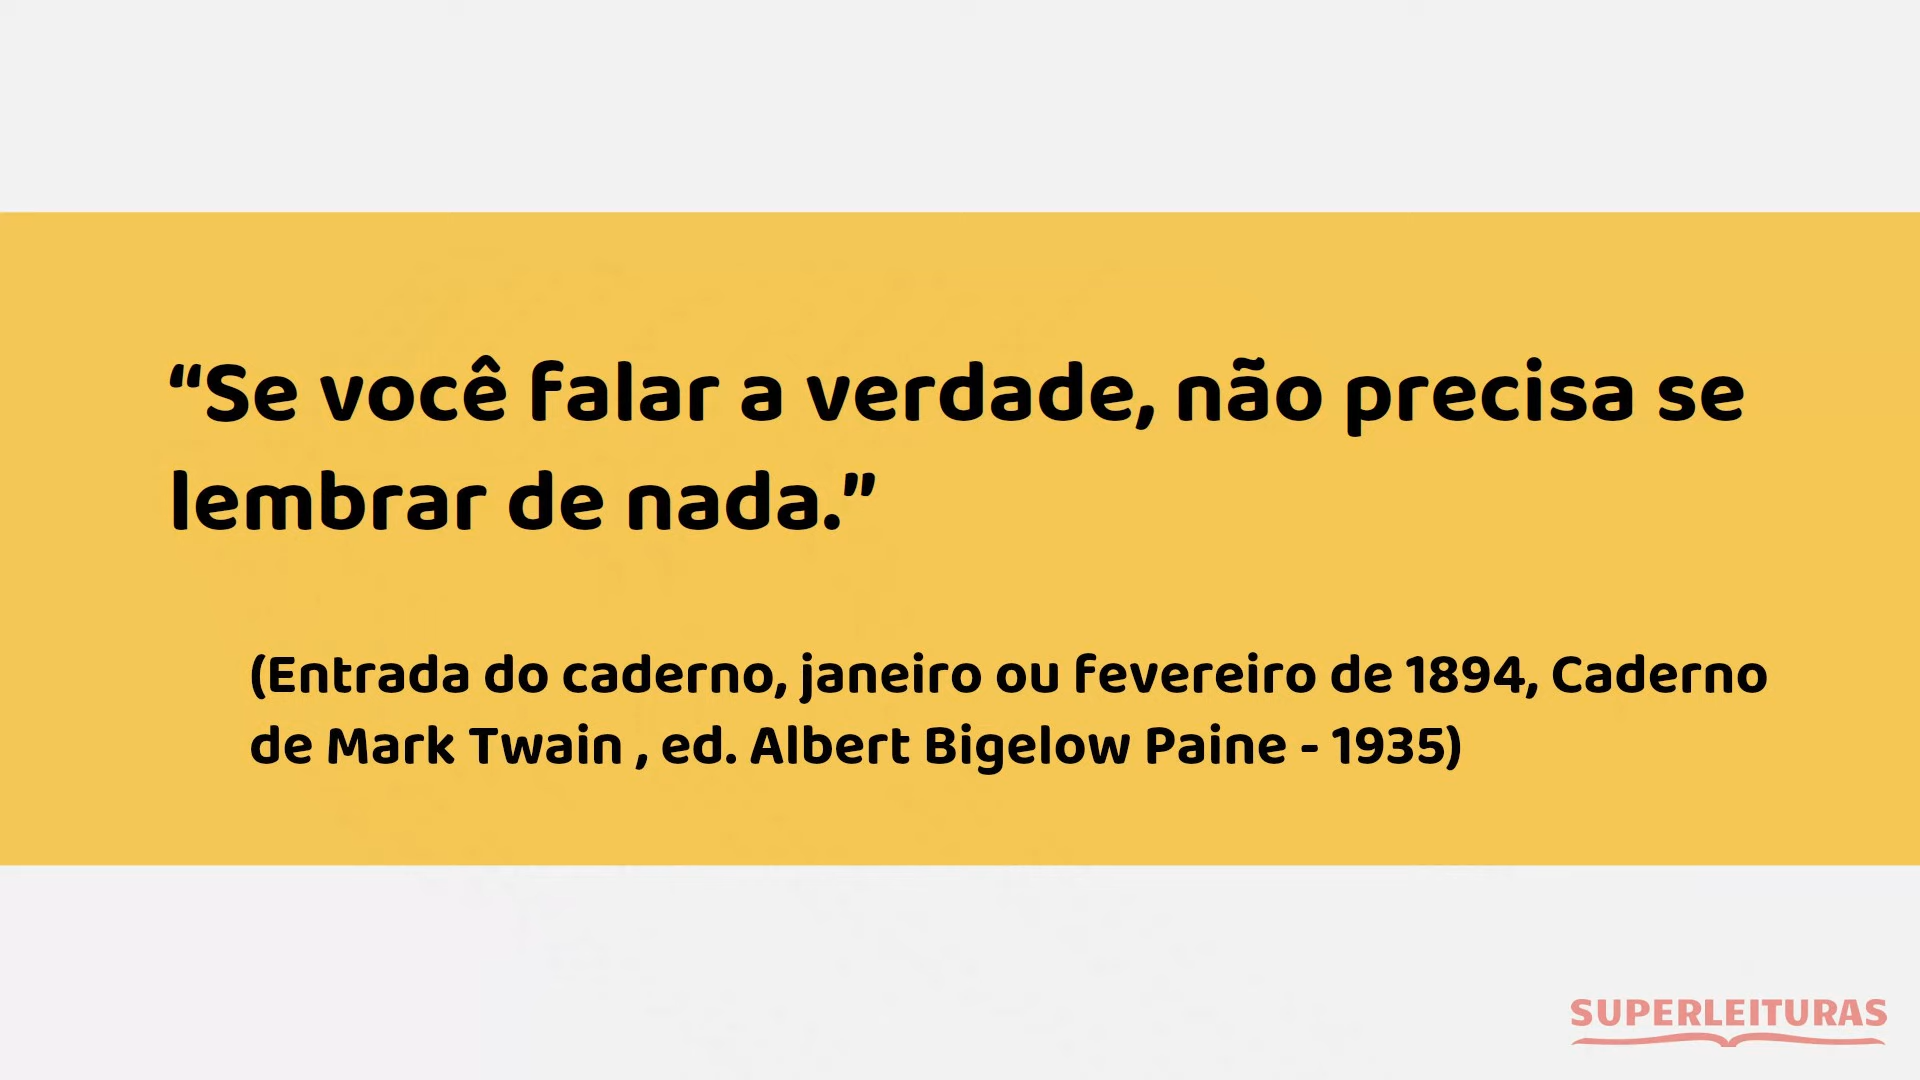 “Se você falar a verdade, não precisa se
lembrar de nada.”
(Entrada do caderno, janeiro ou fevereiro de 1894, Caderno
de Mark Twain , ed. Albert Bigelow Paine - 1935)
SUPERLEITURAS